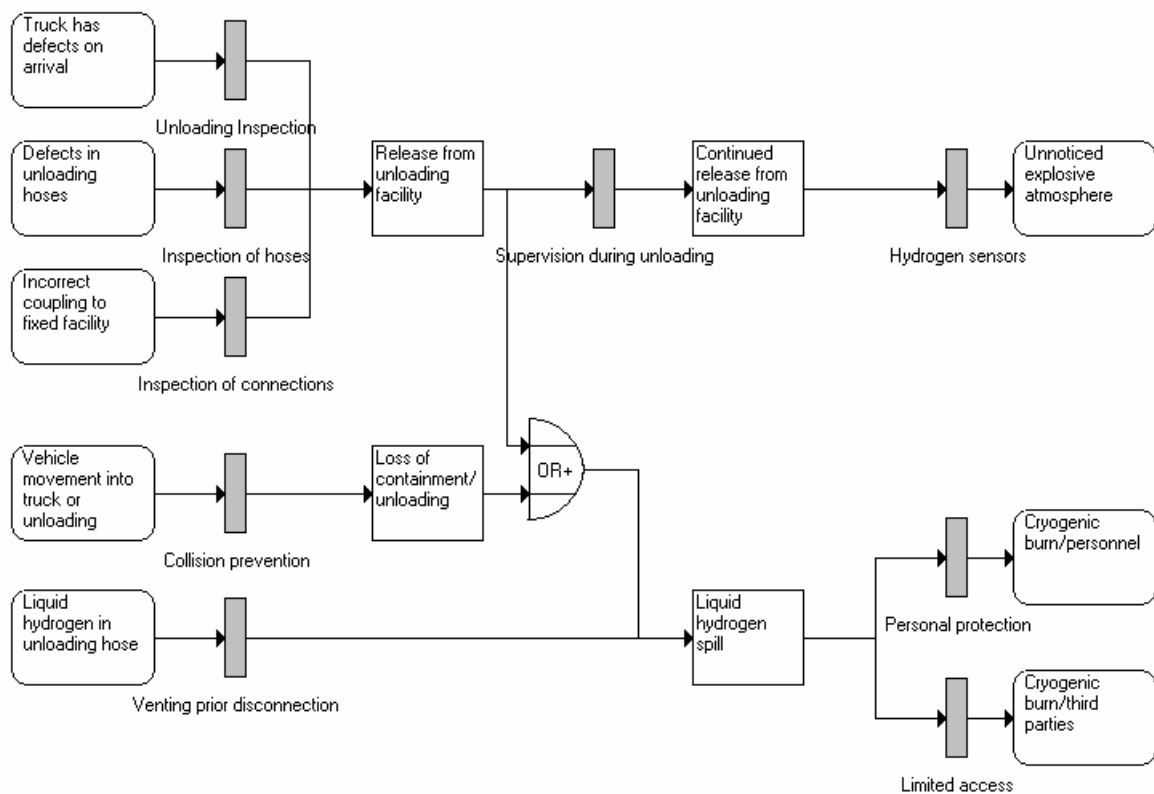 Truck has
defects on
arrival
Unloading Inspection
Defects in
unloading
hoses
Release from
unloading
facility
Continued
release from
unloading
facility
Unnoticed
explosive
atmosphere
Inspection of hoses
Supervision during unloading
Hydrogen sensors
Incorrect
coupling to
fixed facility
Inspection of connections
Vehicle
movement into
truck or
unloading
Loss of
containment/
unloading
OR+
Collision prevention
Cryogenic
burn/personnel
Personal protection
Liquid
hydrogen in
unloading hose
Liquid
hydrogen
spill
Venting prior disconnection
Cryogenic
burn/third
parties
Limited access